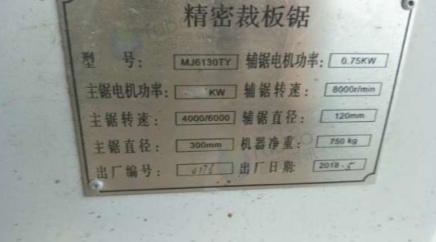 精密裁板锯
型 号: MJ6130TY 辅锯电机功率: 0.75KW
主锯电机功率: KW 辅锯转速: 8000r/min
主锯转速: 4000/6000 辅锯直径: 120mm
主锯直径: 300mm 机器净重: 750 kg
出厂编号: 出厂日期: 2018-5